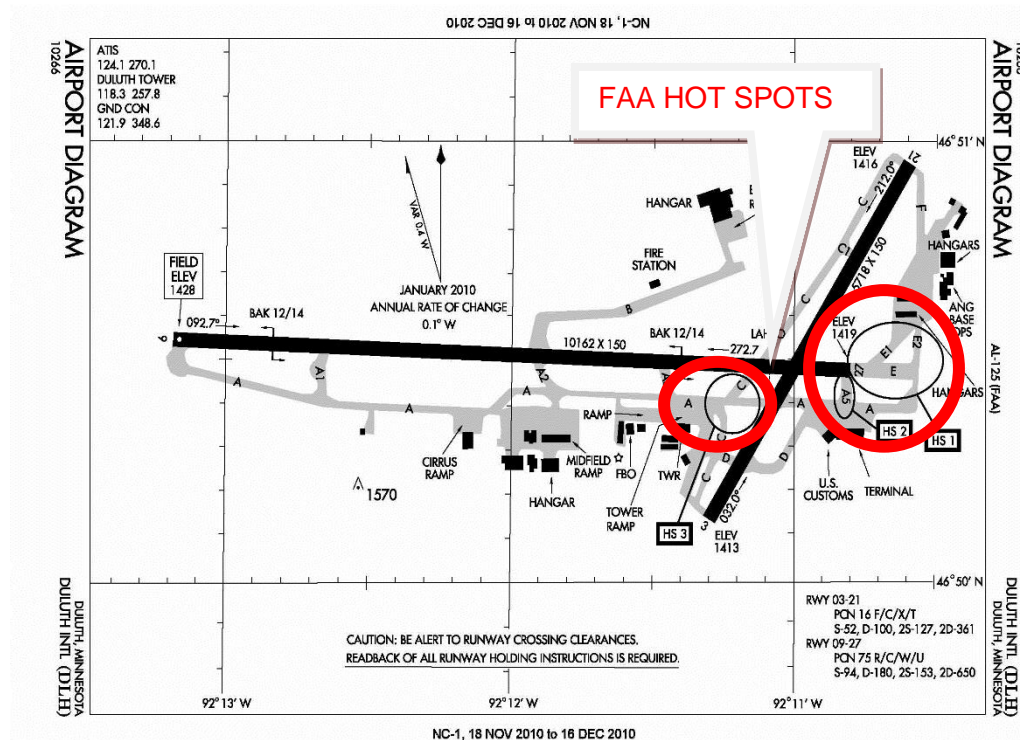 NC-1, 18 NOV 2010 to 16 DEC 2010
10266
AIRPORT DIAGRAM
ATIS
124.1 270.1
DULUTH TOWER
118.3 257.8
GND CON
121.9 348.6
FAA HOT SPOTS
AIRPORT DIAGRAM
46°51' N
ELEV
1416
21
212.0°
C
F
HANGAR
VAR 0.4 W
FIRE
STATION
C1
HANGARS
FIELD
ELEV
1428
JANUARY 2010
ANNUAL RATE OF CHANGE
0.1° W
C
5718 X 150
ANG
BASE
OPS
B
092.7°
BAK 12/14
BAK 12/14
ELEV
1419
9
10162 X 150
272.7
E1
E2
AL-125 (FAA)
27
E
A
A1
A2
C
A5
HANGARS
A
A
A
A
A
RAMP
HS 2
HS 1
C
D
D
CIRRUS
RAMP
MIDFIELD
RAMP
FBO
TWR
C
U.S.
CUSTOMS
TERMINAL
1570
HANGAR
TOWER
RAMP
032.0°
3
HS 3
ELEV
1413
46°50' N
RWY 03-21
PCN 16 F/C/X/T
S-52, D-100, 2S-127, 2D-361
RWY 09-27
PCN 75 R/C/W/U
S-94, D-180, 2S-153, 2D-650
CAUTION: BE ALERT TO RUNWAY CROSSING CLEARANCES.
READBACK OF ALL RUNWAY HOLDING INSTRUCTIONS IS REQUIRED.
DULUTH, MINNESOTA
DULUTH INTL (DLH)
DULUTH INTL (DLH)
DULUTH, MINNESOTA
92°13' W
92°12' W
92°11' W
NC-1, 18 NOV 2010 to 16 DEC 2010